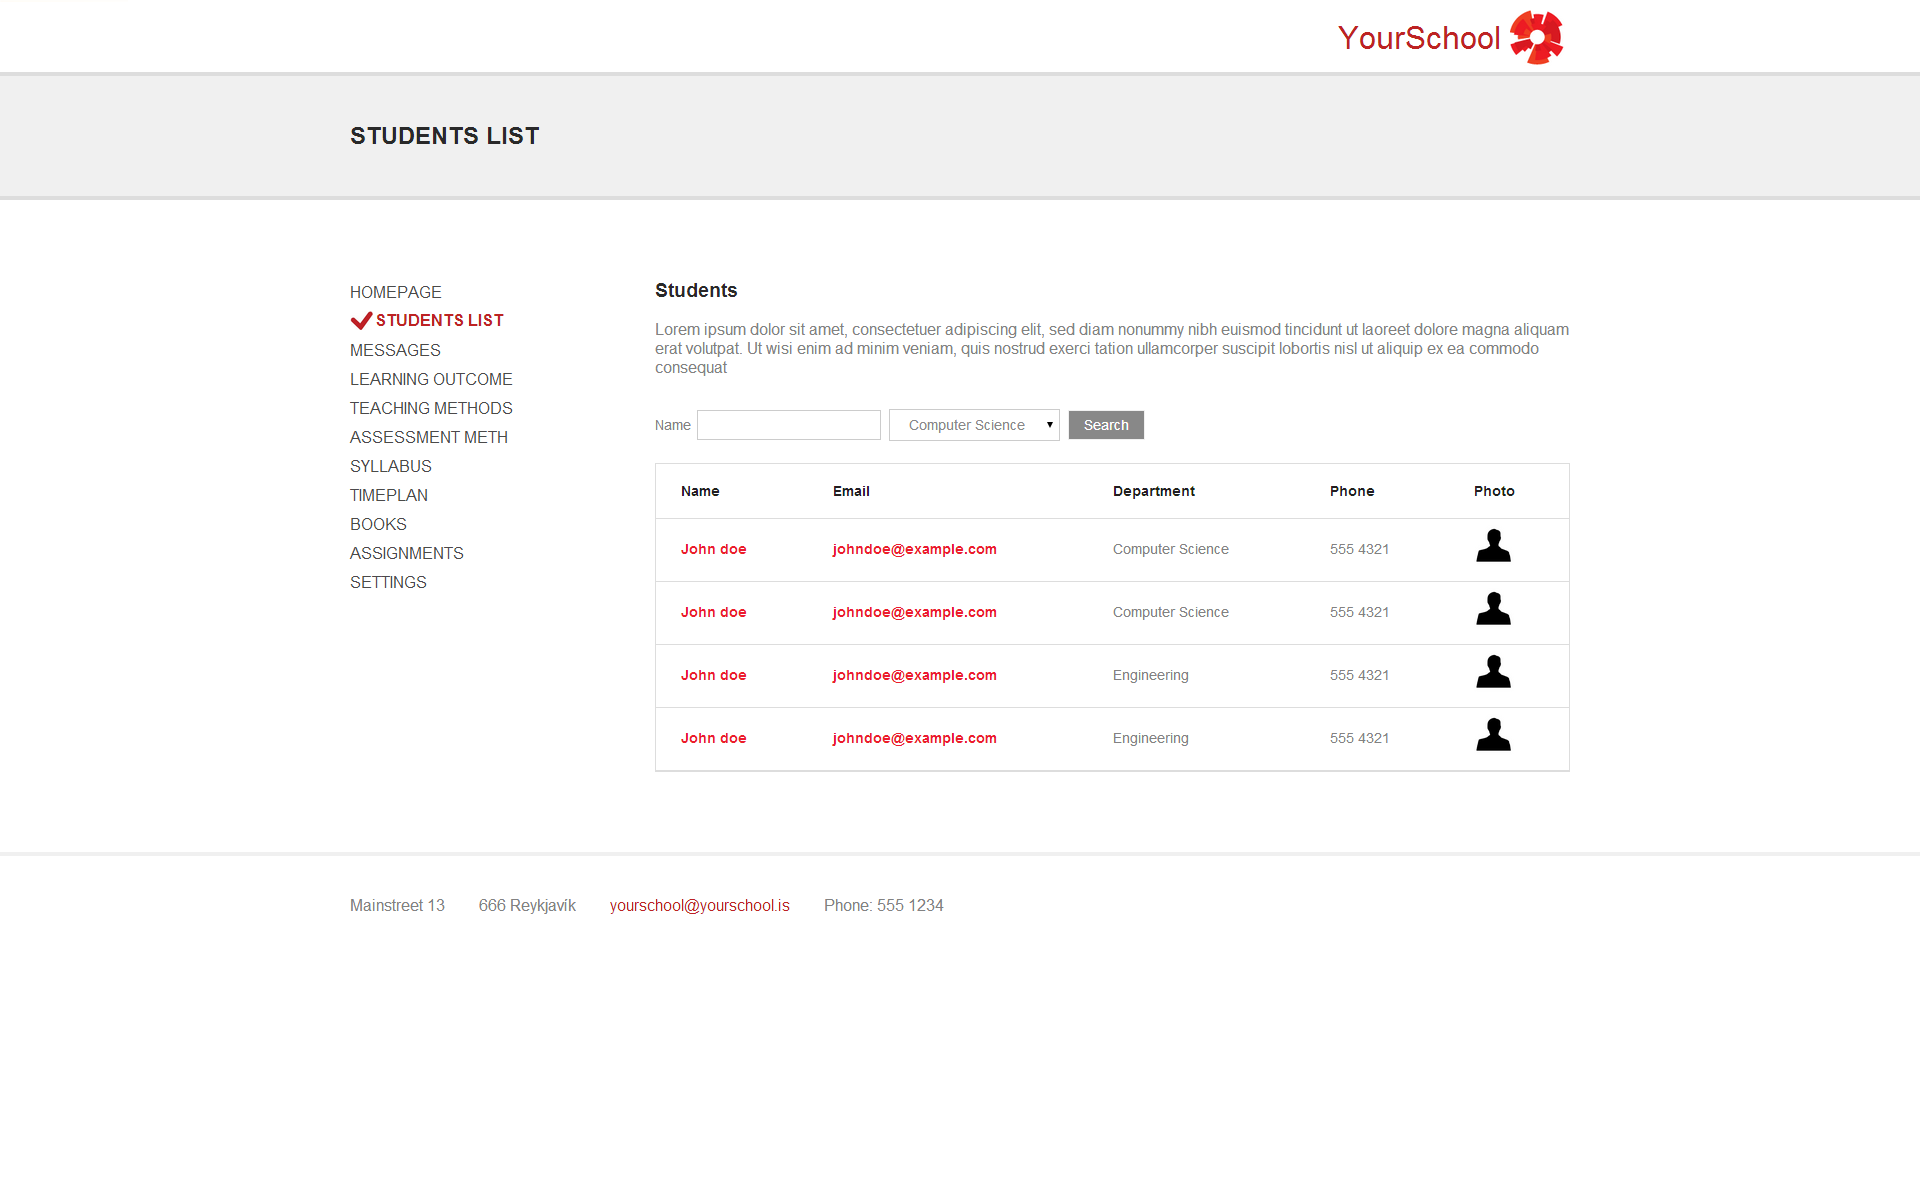 YourSchool
STUDENTS LIST
HOMEPAGE
STUDENTS LIST
MESSAGES
LEARNING OUTCOME
TEACHING METHODS
ASSESSMENT METH
SYLLABUS
TIMEPLAN
BOOKS
ASSIGNMENTS
SETTINGS
Students
Lorem ipsum dolor sit amet, consectetuer adipiscing elit, sed diam nonummy nibh euismod tincidunt ut laoreet dolore magna aliquam
erat volutpat. Ut wisi enim ad minim veniam, quis nostrud exerci tation ullamcorper suscipit lobortis nisl ut aliquip ex ea commodo
consequat
Name Computer Science Search
Name Email Department Phone Photo
John doe johndoe@example.com Computer Science 555 4321
John doe johndoe@example.com Computer Science 555 4321
John doe johndoe@example.com Engineering 555 4321
John doe johndoe@example.com Engineering 555 4321
Mainstreet 13 666 Reykjavík yourschool@yourschool.is Phone: 555 1234